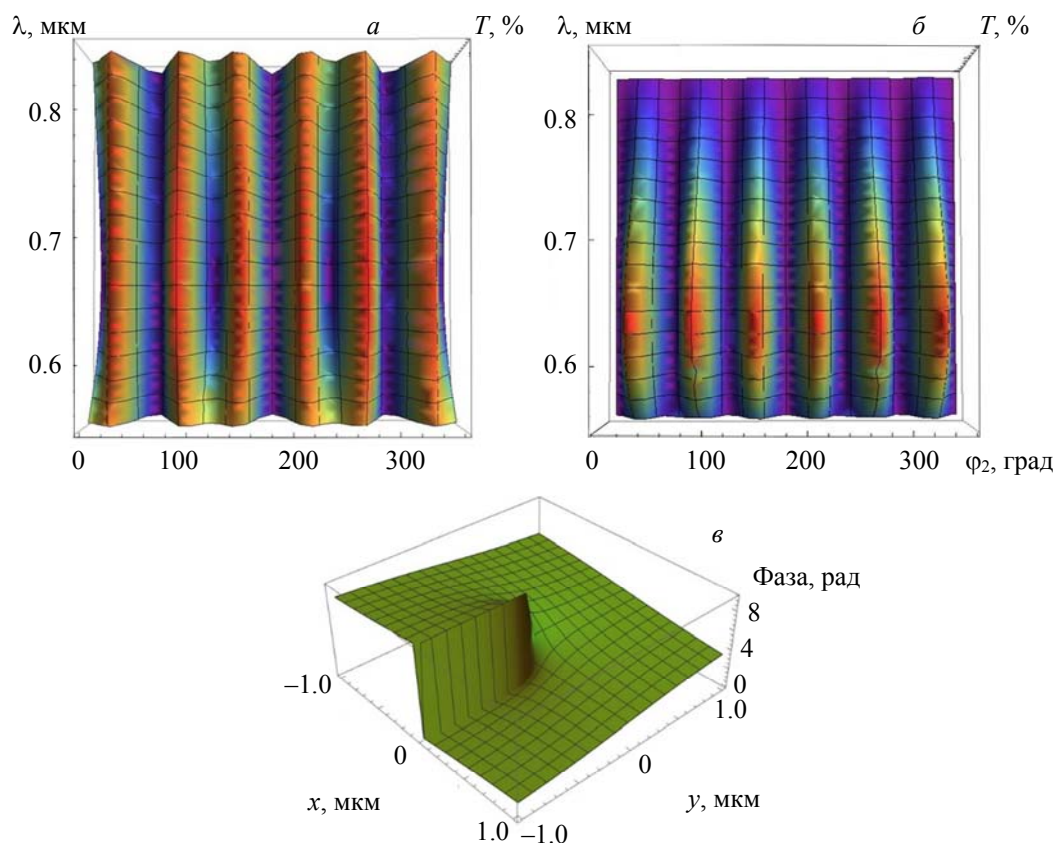 λ, мкм а T, %
0.8
0.7
0.6
0 100 200 300
λ, мкм б T, %
0.8
0.7
0.6
0 100 200 300 φ₂, град
в
Фаза, рад
8
4
0
–1.0
0
1.0
x, мкм
–1.0
0
1.0
y, мкм